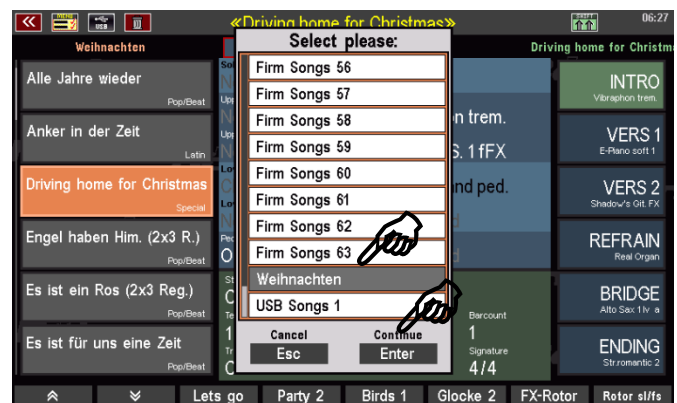 MENU
USB
«Driving home for Christmas»
SHIFT
06:27
Weihnachten
Select please:
Driving home for Christm
Alle Jahre wieder
Pop/Beat
Anker in der Zeit
Latin
Driving home for Christmas
Special
Engel haben Him. (2x3 R.)
Pop/Beat
Es ist ein Ros (2x3 Reg.)
Pop/Beat
Es ist für uns eine Zeit
Pop/Beat
Firm Songs 56
Firm Songs 57
Firm Songs 58
Firm Songs 59
Firm Songs 60
Firm Songs 61
Firm Songs 62
Firm Songs 63
Weihnachten
USB Songs 1
Cancel
Esc
Continue
Enter
n trem.
S. 1 fFX
nd ped.
Barcount
1
Signature
4/4
INTRO
Vibraphon trem.
VERS 1
E-Piano soft 1
VERS 2
Shadow's Git. FX
REFRAIN
Real Organ
BRIDGE
Alto Sax 1lv a
ENDING
Str.romantic 2
Lets go
Party 2
Birds 1
Glocke 2
FX-Rotor
Rotor sl/fs